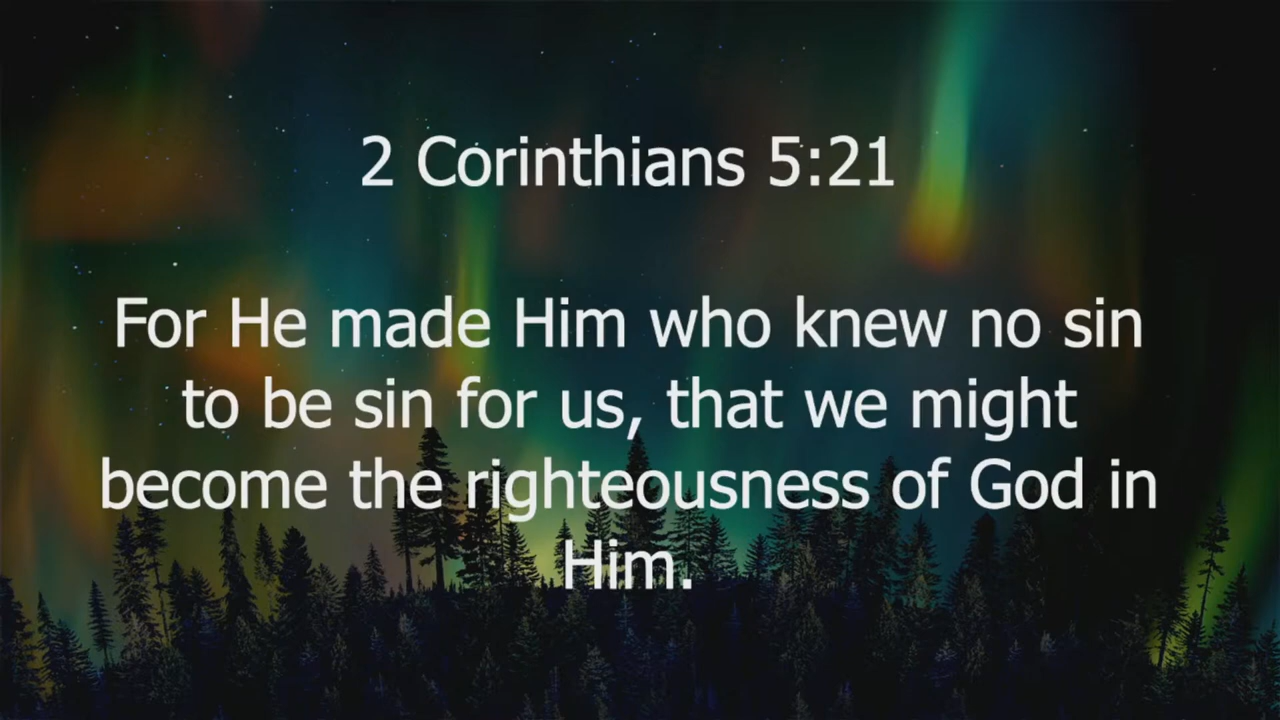 2 Corinthians 5:21
For He made Him who knew no sin
to be sin for us, that we might
become the righteousness of God in
Him.